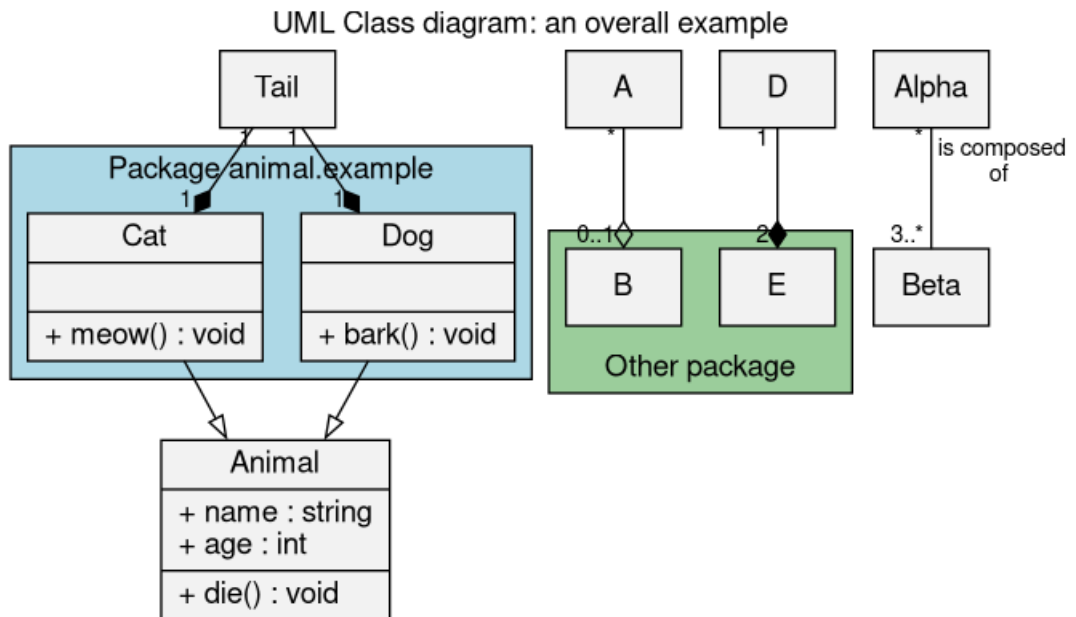 UML Class diagram: an overall example
Tail
A
D
Alpha
1
1
*
1
*
is composed
of
Package animal.example
1
1
0..1
2
3..*
Cat
Dog
B
E
Beta
+ meow() : void
+ bark() : void
Other package
Animal
+ name : string
+ age : int
+ die() : void